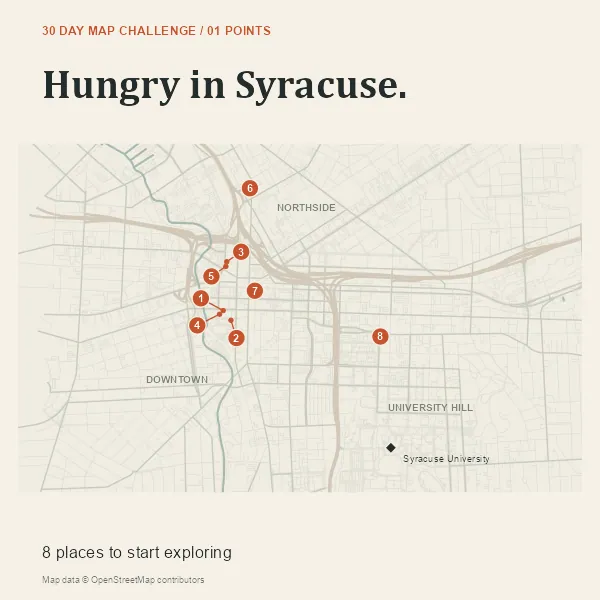 30 DAY MAP CHALLENGE / 01 POINTS
Hungry in Syracuse.
6
NORTHSIDE
3
5
7
1
4
2
8
DOWNTOWN
UNIVERSITY HILL
Syracuse University
8 places to start exploring
Map data © OpenStreetMap contributors